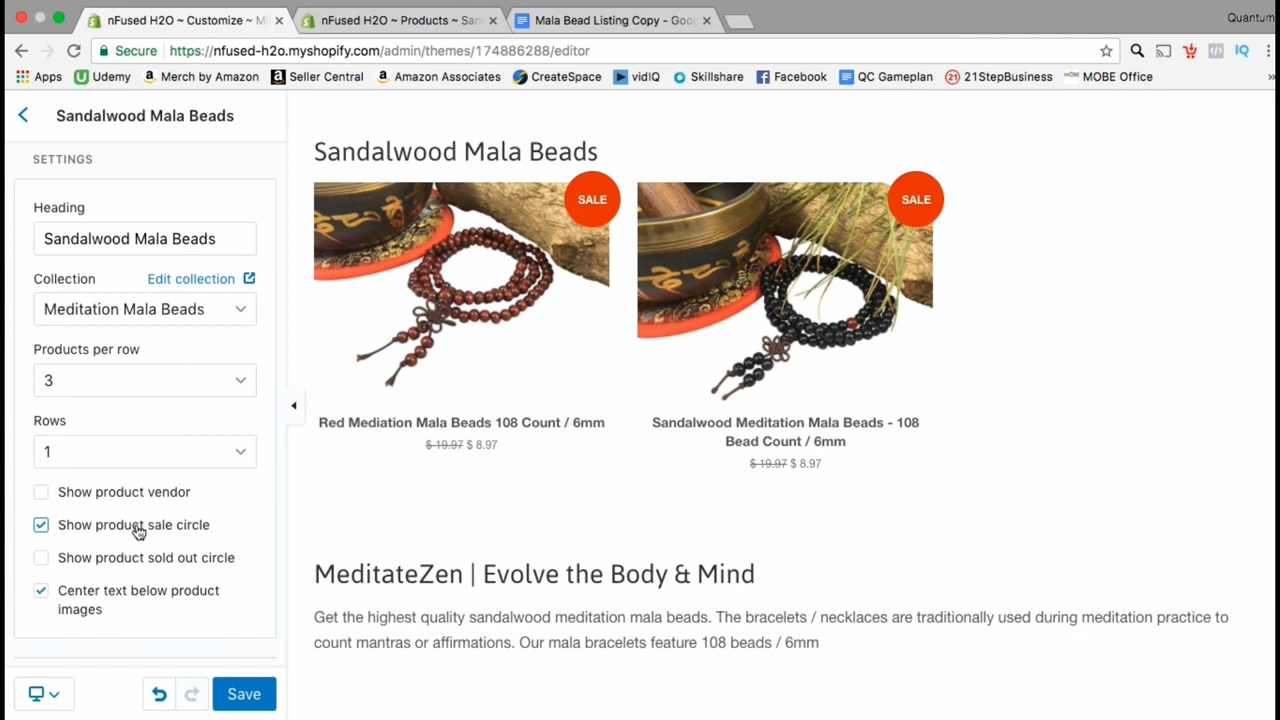 nFused H2O ~ Customize ~ Mi
nFused H2O ~ Products ~ San
Mala Bead Listing Copy - Goog
Quantum
Secure
https://nfused-h2o.myshopify.com/admin/themes/174886288/editor
Apps
Udemy
Merch by Amazon
Seller Central
Amazon Associates
CreateSpace
vidIQ
Skillshare
Facebook
QC Gameplan
21StepBusiness
MOBE Office
Sandalwood Mala Beads
SETTINGS
Heading
Sandalwood Mala Beads
Collection
Edit collection
Meditation Mala Beads
Products per row
3
Rows
1
Show product vendor
Show product sale circle
Show product sold out circle
Center text below product
images
Save
Sandalwood Mala Beads
SALE
SALE
Red Mediation Mala Beads 108 Count / 6mm
$ 19.97 $ 8.97
Sandalwood Meditation Mala Beads - 108
Bead Count / 6mm
$ 19.97 $ 8.97
MeditateZen | Evolve the Body & Mind
Get the highest quality sandalwood meditation mala beads. The bracelets / necklaces are traditionally used during meditation practice to
count mantras or affirmations. Our mala bracelets feature 108 beads / 6mm